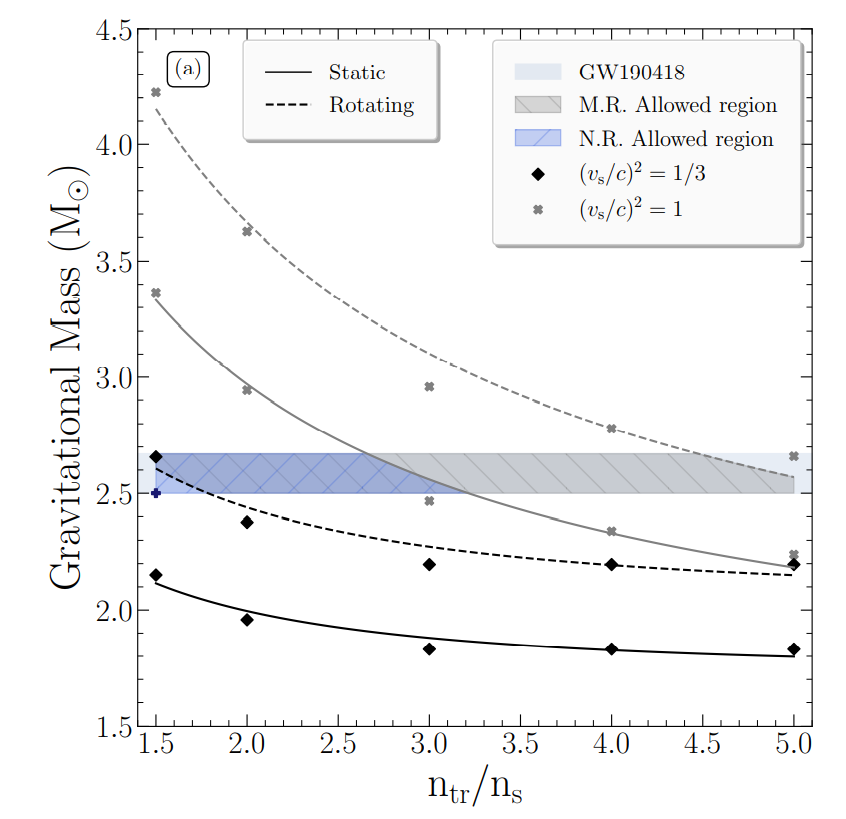 (a)
Static
Rotating
GW190418
M.R. Allowed region
N.R. Allowed region
(vₛ/c)² = 1/3
(vₛ/c)² = 1
4.5
4.0
3.5
3.0
2.5
2.0
1.5
Gravitational Mass (M☉)
1.5 2.0 2.5 3.0 3.5 4.0 4.5 5.0
n_tr/n_s